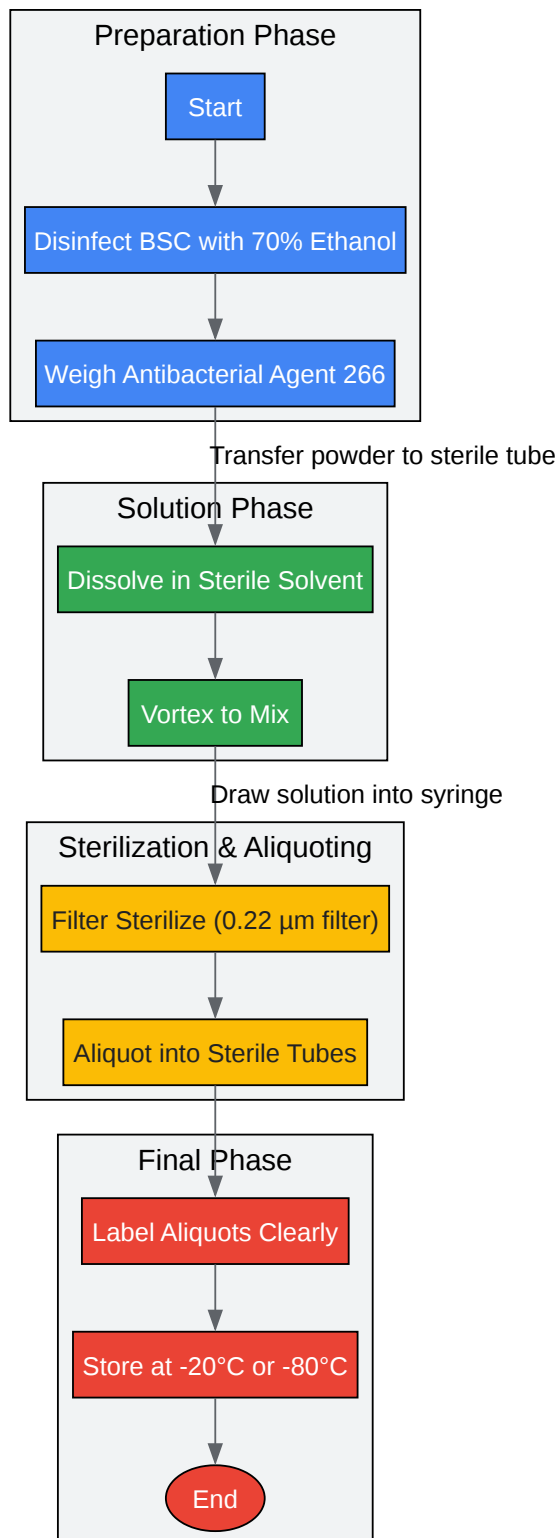 Preparation Phase
Start
Disinfect BSC with 70% Ethanol
Weigh Antibacterial Agent 266
Transfer powder to sterile tube
Solution Phase
Dissolve in Sterile Solvent
Vortex to Mix
Draw solution into syringe
Sterilization & Aliquoting
Filter Sterilize (0.22 µm filter)
Aliquot into Sterile Tubes
Final Phase
Label Aliquots Clearly
Store at -20°C or -80°C
End